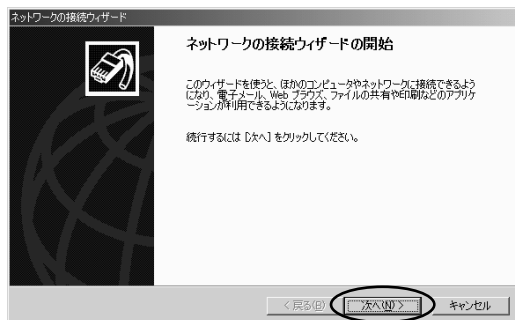 ネットワークの接続ウィザード
ネットワークの接続ウィザードの開始
このウィザードを使うと、ほかのコンピュータやネットワークに接続できるよう
になり、電子メール、Web ブラウズ、ファイルの共有や印刷などのアプリケ
ーションが利用できるようになります。
続行するには [次へ] をクリックしてください。
< 戻る(B) 次へ(N) > キャンセル